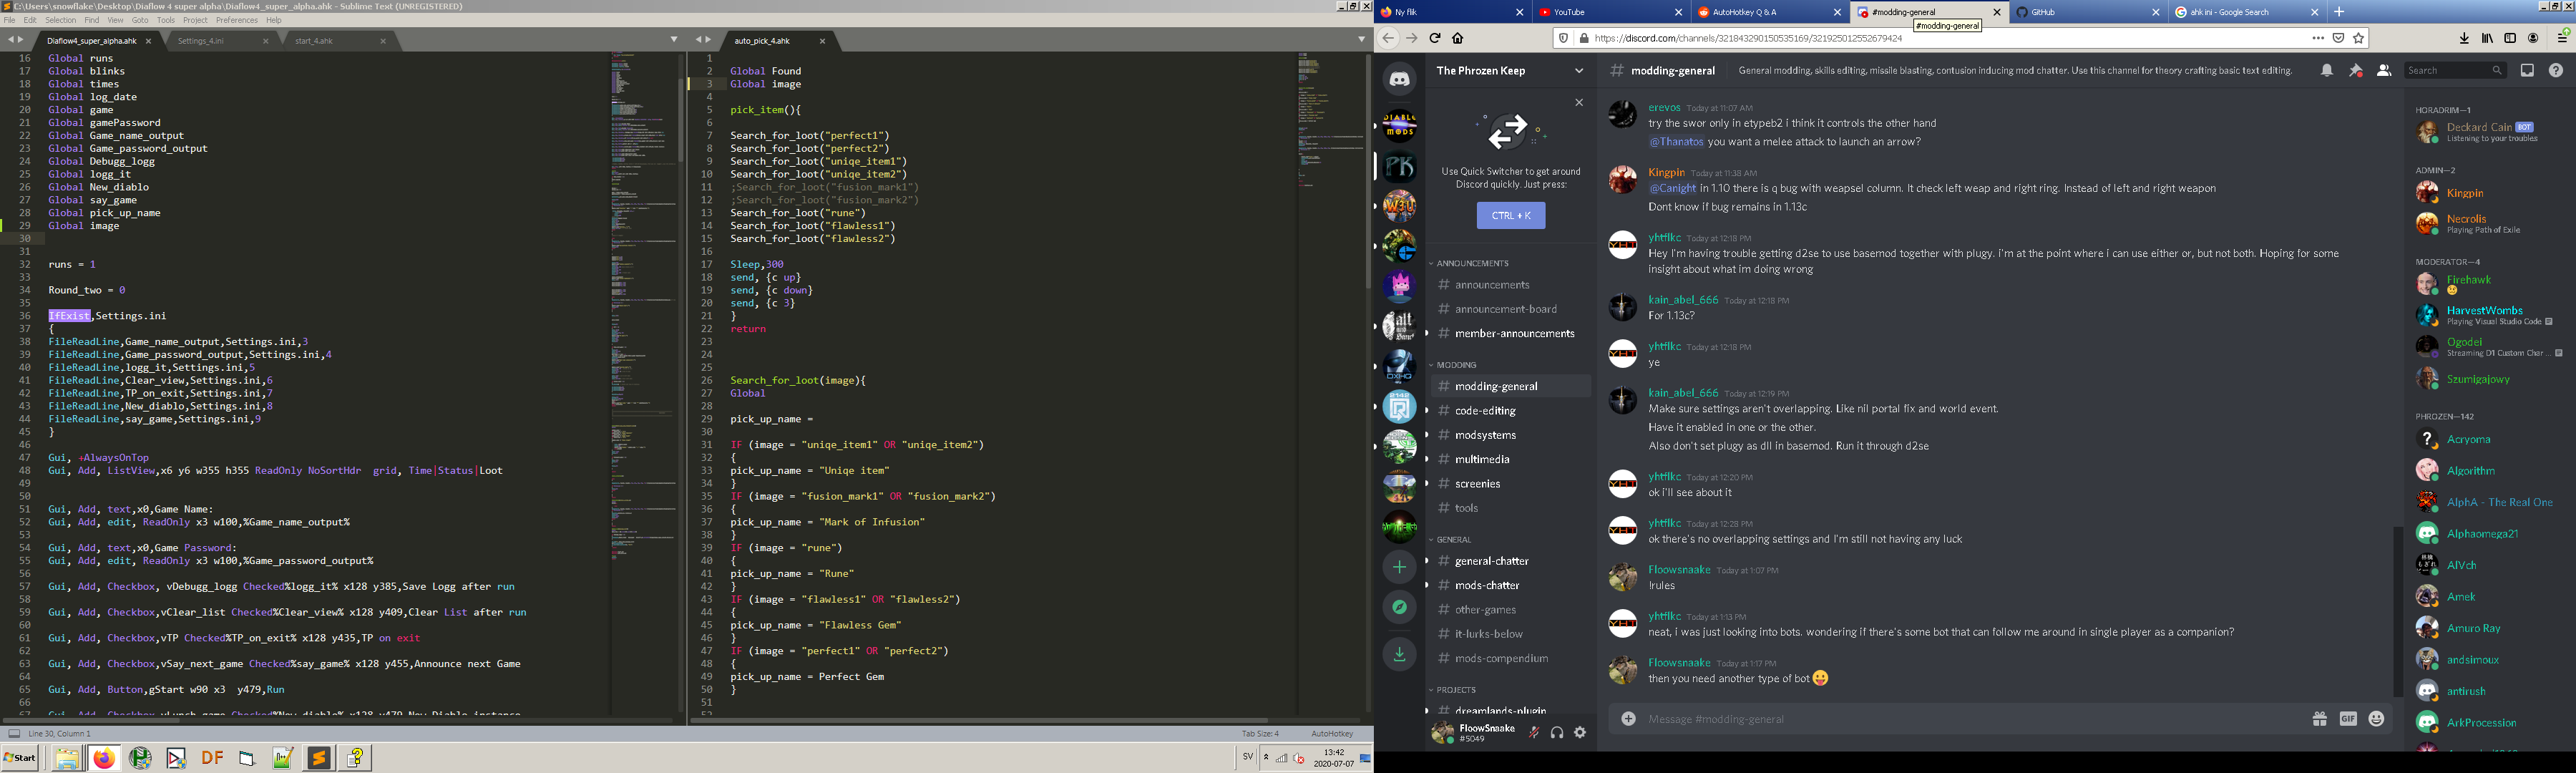 C:\Users\snowflake\Desktop\Diaflow 4 super alpha\Diaflow4_super_alpha.ahk - Sublime Text (UNREGISTERED)
File Edit Selection Find View Goto Tools Project Preferences Help
Diaflow4_super_alpha.ahk
Settings_4.ini
start_4.ahk
16 Global runs
17 Global blinks
18 Global times
19 Global log_date
20 Global game
21 Global gamePassword
22 Global Game_name_output
23 Global Game_password_output
24 Global Debugg_logg
25 Global logg_it
26 Global New_diablo
27 Global say_game
28 Global pick_up_name
29 Global image
30
31
32 runs = 1
33
34 Round_two = 0
35
36 IfExist,Settings.ini
37 {
38 FileReadLine,Game_name_output,Settings.ini,3
39 FileReadLine,Game_password_output,Settings.ini,4
40 FileReadLine,logg_it,Settings.ini,5
41 FileReadLine,Clear_view,Settings.ini,6
42 FileReadLine,TP_on_exit,Settings.ini,7
43 FileReadLine,New_diablo,Settings.ini,8
44 FileReadLine,say_game,Settings.ini,9
45 }
46
47 Gui, +AlwaysOnTop
48 Gui, Add, ListView,x6 y6 w355 h355 ReadOnly NoSortHdr grid, Time|Status|Loot
49
50
51 Gui, Add, text,x0,Game Name:
52 Gui, Add, edit, ReadOnly x3 w100,%Game_name_output%
53
54 Gui, Add, text,x0,Game Password:
55 Gui, Add, edit, ReadOnly x3 w100,%Game_password_output%
56
57 Gui, Add, Checkbox, vDebugg_logg Checked%logg_it% x128 y385,Save Logg after run
58
59 Gui, Add, Checkbox,vClear_list Checked%Clear_view% x128 y409,Clear List after run
60
61 Gui, Add, Checkbox,vTP Checked%TP_on_exit% x128 y435,TP on exit
62
63 Gui, Add, Checkbox,vSay_next_game Checked%say_game% x128 y455,Announce next Game
64
65 Gui, Add, Button,gStart w90 x3 y479,Run
66
67 Gui, Add, Checkbox,vLunch_game Checked%New_diablo% x128 y479,New Diablo instance
auto_pick_4.ahk
1
2 Global Found
3 Global image
4
5 pick_item(){
6
7 Search_for_loot("perfect1")
8 Search_for_loot("perfect2")
9 Search_for_loot("uniqe_item1")
10 Search_for_loot("uniqe_item2")
11 ;Search_for_loot("fusion_mark1")
12 ;Search_for_loot("fusion_mark2")
13 Search_for_loot("rune")
14 Search_for_loot("flawless1")
15 Search_for_loot("flawless2")
16
17 Sleep,300
18 send, {c up}
19 send, {c down}
20 send, {c 3}
21 }
22 return
23
24
25
26 Search_for_loot(image){
27 Global
28
29 pick_up_name =
30
31 IF (image = "uniqe_item1" OR "uniqe_item2")
32 {
33 pick_up_name = "Uniqe item"
34 }
35 IF (image = "fusion_mark1" OR "fusion_mark2")
36 {
37 pick_up_name = "Mark of Infusion"
38 }
39 IF (image = "rune")
40 {
41 pick_up_name = "Rune"
42 }
43 IF (image = "flawless1" OR "flawless2")
44 {
45 pick_up_name = "Flawless Gem"
46 }
47 IF (image = "perfect1" OR "perfect2")
48 {
49 pick_up_name = Perfect Gem
50 }
51
52
Line 30, Column 1
Tab Size: 4
AutoHotkey
Start
DF
SV
13:42
2020-07-07
Ny flik
YouTube
AutoHotkey Q & A
#modding-general
GitHub
ahk ini - Google Search
#modding-general
https://discord.com/channels/321843290150535169/321925012552679424
The Phrozen Keep
Use Quick Switcher to get around
Discord quickly. Just press:
CTRL + K
ANNOUNCEMENTS
# announcements
# announcement-board
# member-announcements
MODDING
# modding-general
# code-editing
# modsystems
# multimedia
# screenies
# tools
GENERAL
# general-chatter
# mods-chatter
# other-games
# it-lurks-below
# mods-compendium
PROJECTS
# dreamlands-plugin
FloowSnaake
#5049
# modding-general
General modding, skills editing, missile blasting, contusion inducing mod chatter. Use this channel for theory crafting basic text editing.
Search
erevos Today at 11:07 AM
try the swor only in etypeb2 i think it controls the other hand
@Thanatos you want a melee attack to launch an arrow?
Kingpin Today at 11:38 AM
@Canight in 1.10 there is q bug with weapsel column. It check left weap and right ring. Instead of left and right weapon
Dont know if bug remains in 1.13c
yhtflkc Today at 12:18 PM
Hey I'm having trouble getting d2se to use basemod together with plugy. i'm at the point where i can use either or, but not both. Hoping for some
insight about what im doing wrong
kain_abel_666 Today at 12:18 PM
For 1.13c?
yhtflkc Today at 12:18 PM
ye
kain_abel_666 Today at 12:19 PM
Make sure settings aren't overlapping. Like nil portal fix and world event.
Have it enabled in one or the other.
Also don't set plugy as dll in basemod. Run it through d2se
yhtflkc Today at 12:20 PM
ok i'll see about it
yhtflkc Today at 12:28 PM
ok there's no overlapping settings and I'm still not having any luck
Floowsnaake Today at 1:07 PM
!rules
yhtflkc Today at 1:13 PM
neat, i was just looking into bots. wondering if there's some bot that can follow me around in single player as a companion?
Floowsnaake Today at 1:17 PM
then you need another type of bot
Message #modding-general
GIF
HORADRIM—1
Deckard Cain BOT
Listening to your troubles
ADMIN—2
Kingpin
Necrolis
Playing Path of Exile
MODERATOR—4
Firehawk
HarvestWombs
Playing Visual Studio Code
Ogodei
Streaming D1 Custom Char ...
Szumigajowy
PHROZEN—142
Acryoma
Algorithm
AlphA - The Real One
Alphaomega21
AlVch
Amek
Amuro Ray
andsimoux
antirush
ArkProcession